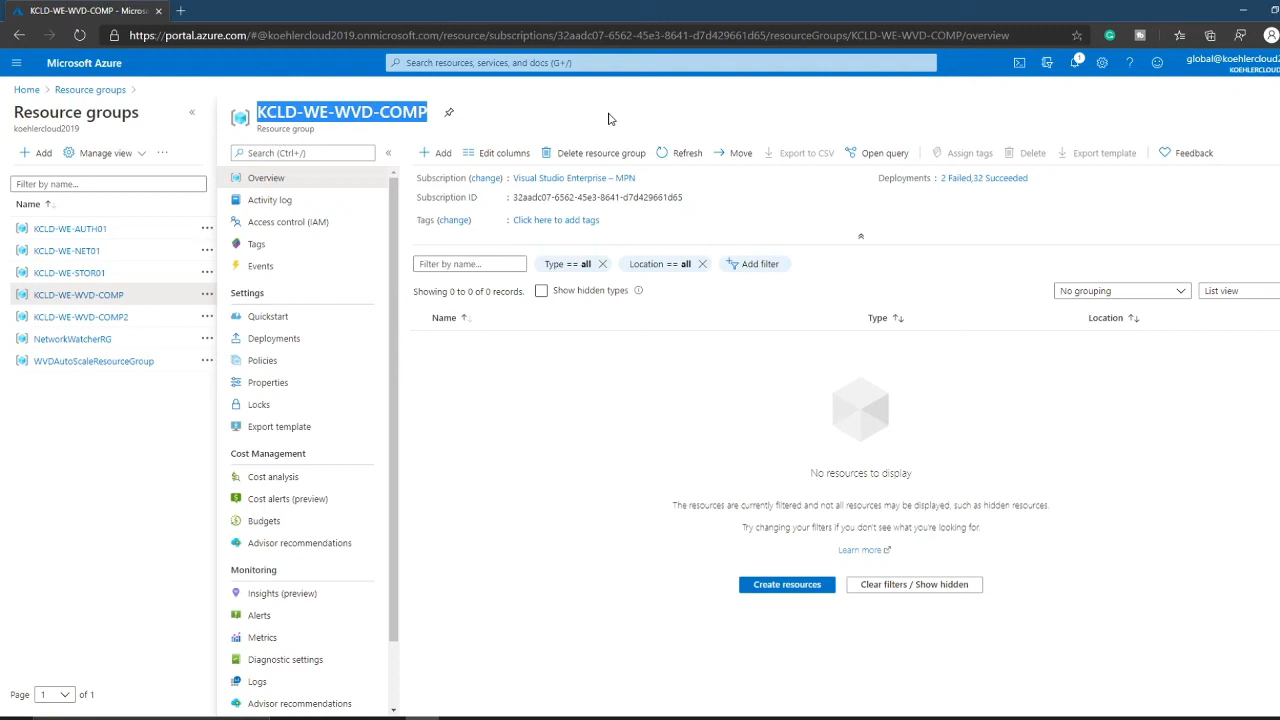 KCLD-WE-WVD-COMP - Micros
https://portal.azure.com/#@koehlercloud2019.onmicrosoft.com/resource/subscriptions/32aadc07-6562-45e3-8641-d7d429661d65/resourceGroups/KCLD-WE-WVD-COMP/overview
Microsoft Azure
Search resources, services, and docs (G+/)
1
global@koehlercloud2
KOEHLERCLOUD
Home > Resource groups >
Resource groups
koehlercloud2019
Add
Manage view
Filter by name...
Name
KCLD-WE-AUTH01
KCLD-WE-NET01
KCLD-WE-STOR01
KCLD-WE-WVD-COMP
KCLD-WE-WVD-COMP2
NetworkWatcherRG
WVDAutoScaleResourceGroup
Page 1 of 1
KCLD-WE-WVD-COMP
Resource group
Search (Ctrl+/)
Overview
Activity log
Access control (IAM)
Tags
Events
Settings
Quickstart
Deployments
Policies
Properties
Locks
Export template
Cost Management
Cost analysis
Cost alerts (preview)
Budgets
Advisor recommendations
Monitoring
Insights (preview)
Alerts
Metrics
Diagnostic settings
Logs
Advisor recommendations
Add Edit columns Delete resource group Refresh Move Export to CSV Open query Assign tags Delete Export template Feedback
Subscription (change) : Visual Studio Enterprise – MPN
Deployments : 2 Failed,32 Succeeded
Subscription ID : 32aadc07-6562-45e3-8641-d7d429661d65
Tags (change) : Click here to add tags
Filter by name...
Type == all
Location == all
Add filter
Showing 0 to 0 of 0 records.
Show hidden types
No grouping
List view
Name Type Location
No resources to display
The resources are currently filtered and not all resources may be displayed, such as hidden resources.
Try changing your filters if you don't see what you're looking for.
Learn more
Create resources
Clear filters / Show hidden